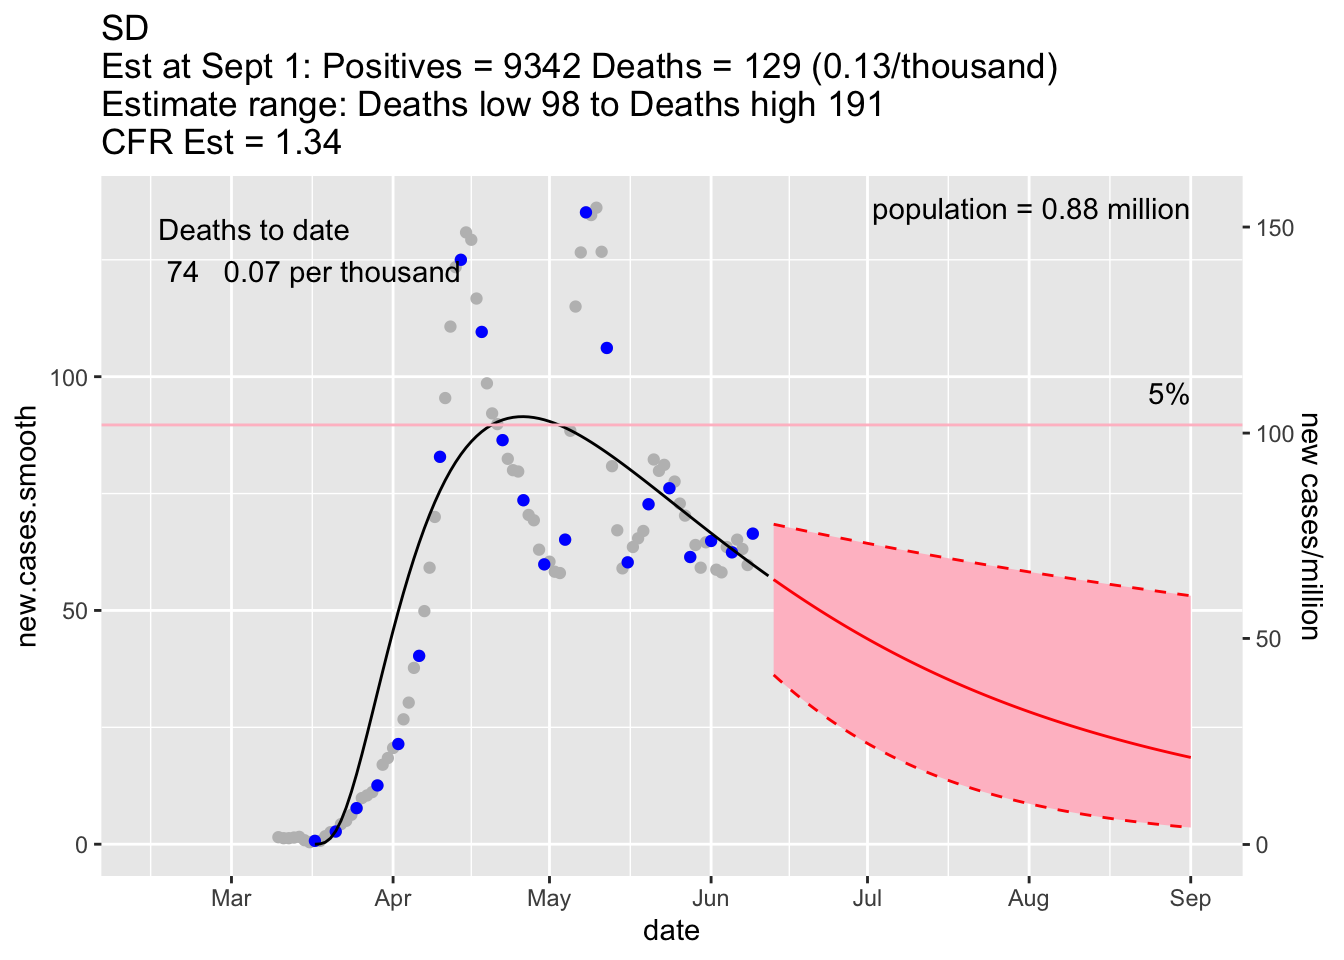 SD
Est at Sept 1: Positives = 9342 Deaths = 129 (0.13/thousand)
Estimate range: Deaths low 98 to Deaths high 191
CFR Est = 1.34
Deaths to date
74 0.07 per thousand
population = 0.88 million
5%
new.cases.smooth
100
50
0
150
100
50
0
new cases/million
Mar Apr May Jun Jul Aug Sep
date